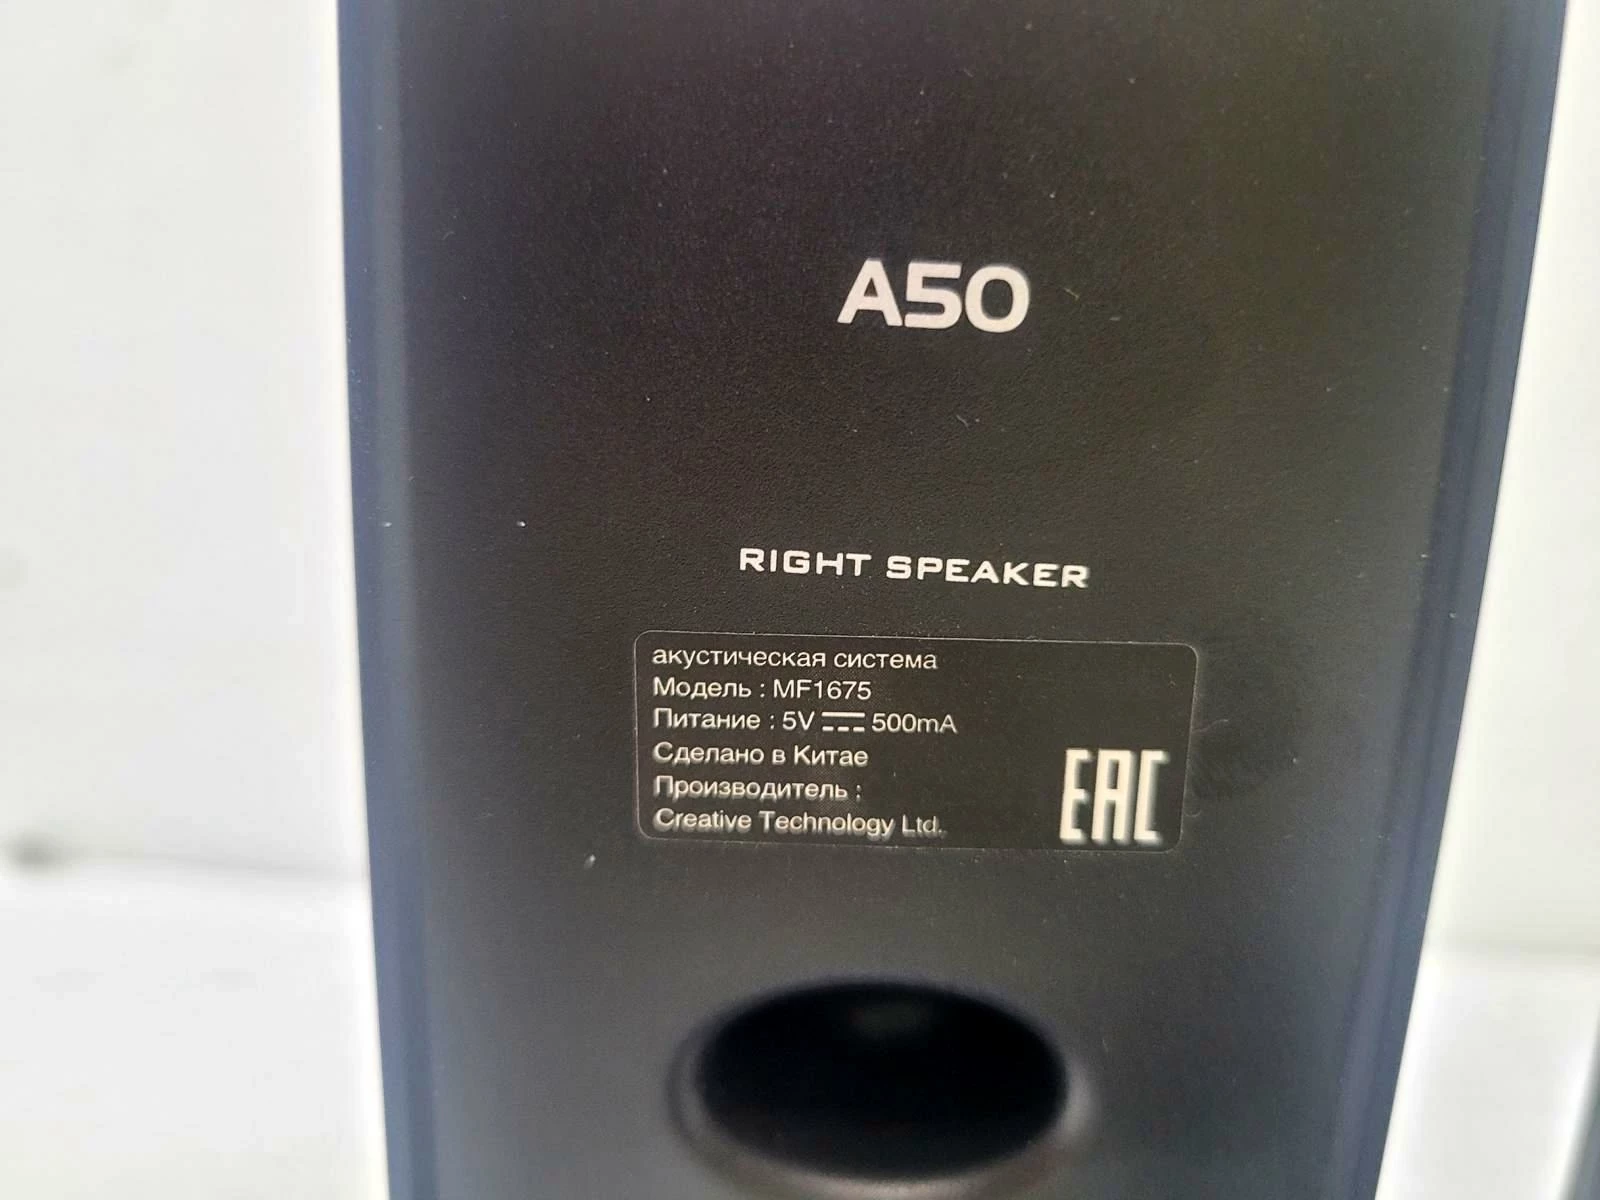 A50
RIGHT SPEAKER
акустическая система
Модель : MF1675
Питание : 5V ⎓ 500mA
Сделано в Китае
Производитель :
Creative Technology Ltd.
EAC